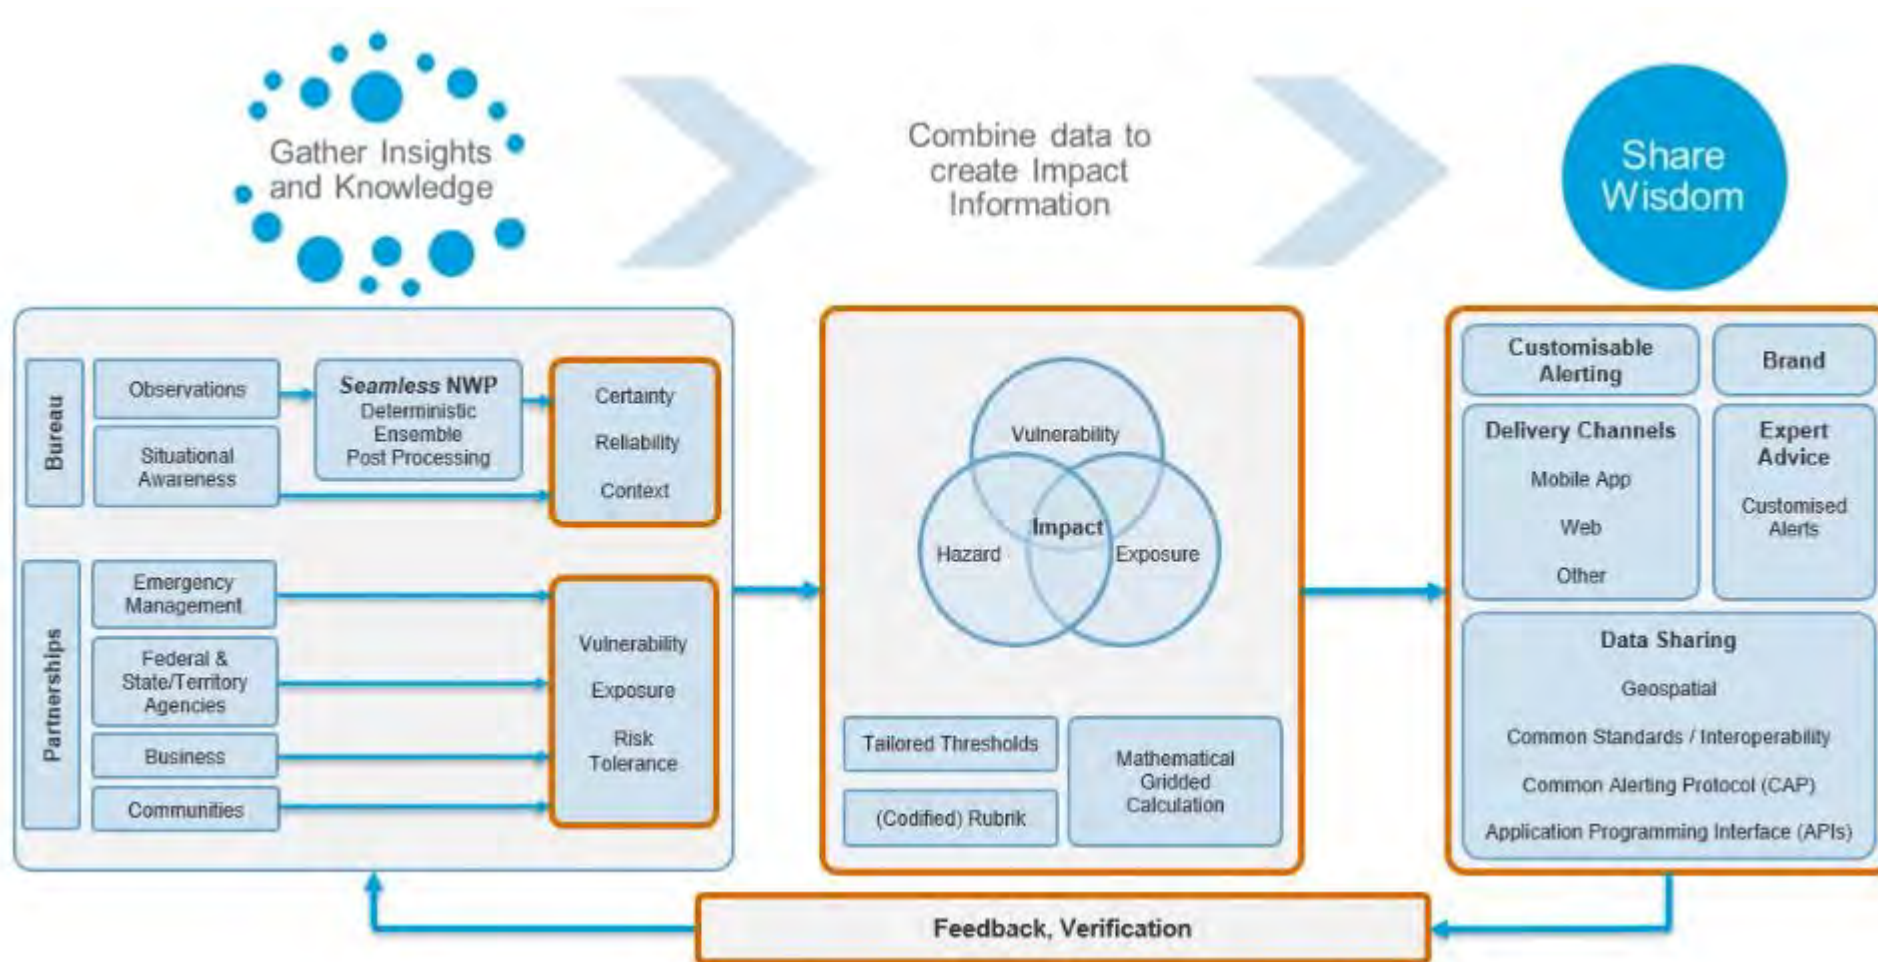 Gather Insights
and Knowledge
Combine data to
create Impact
Information
Share
Wisdom
Bureau
Observations
Situational
Awareness
Seamless NWP
Deterministic
Ensemble
Post Processing
Certainty
Reliability
Context
Partnerships
Emergency
Management
Federal &
State/Territory
Agencies
Business
Communities
Vulnerability
Exposure
Risk
Tolerance
Vulnerability
Impact
Hazard
Exposure
Tailored Thresholds
(Codified) Rubrik
Mathematical
Gridded
Calculation
Customisable
Alerting
Brand
Delivery Channels
Mobile App
Web
Other
Expert
Advice
Customised
Alerts
Data Sharing
Geospatial
Common Standards / Interoperability
Common Alerting Protocol (CAP)
Application Programming Interface (APIs)
Feedback, Verification